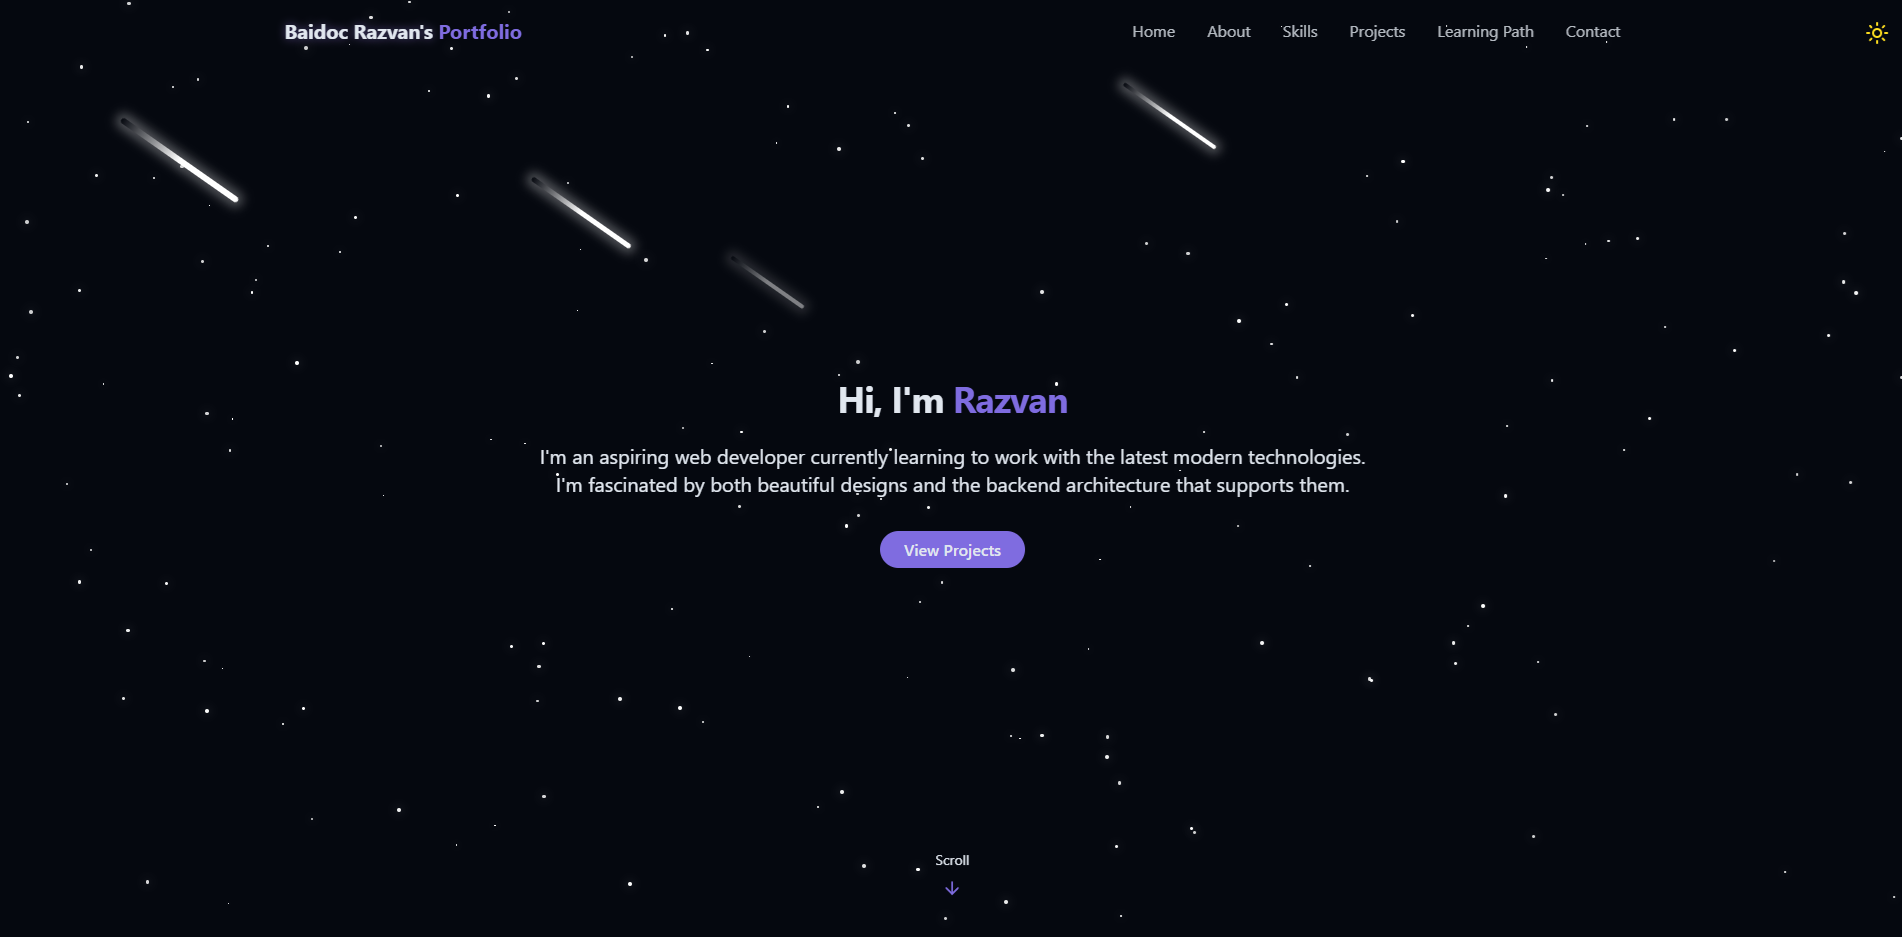 Baidoc Razvan's Portfolio
Home About Skills Projects Learning Path Contact
Hi, I'm Razvan
I'm an aspiring web developer currently learning to work with the latest modern technologies.
I'm fascinated by both beautiful designs and the backend architecture that supports them.
View Projects
Scroll